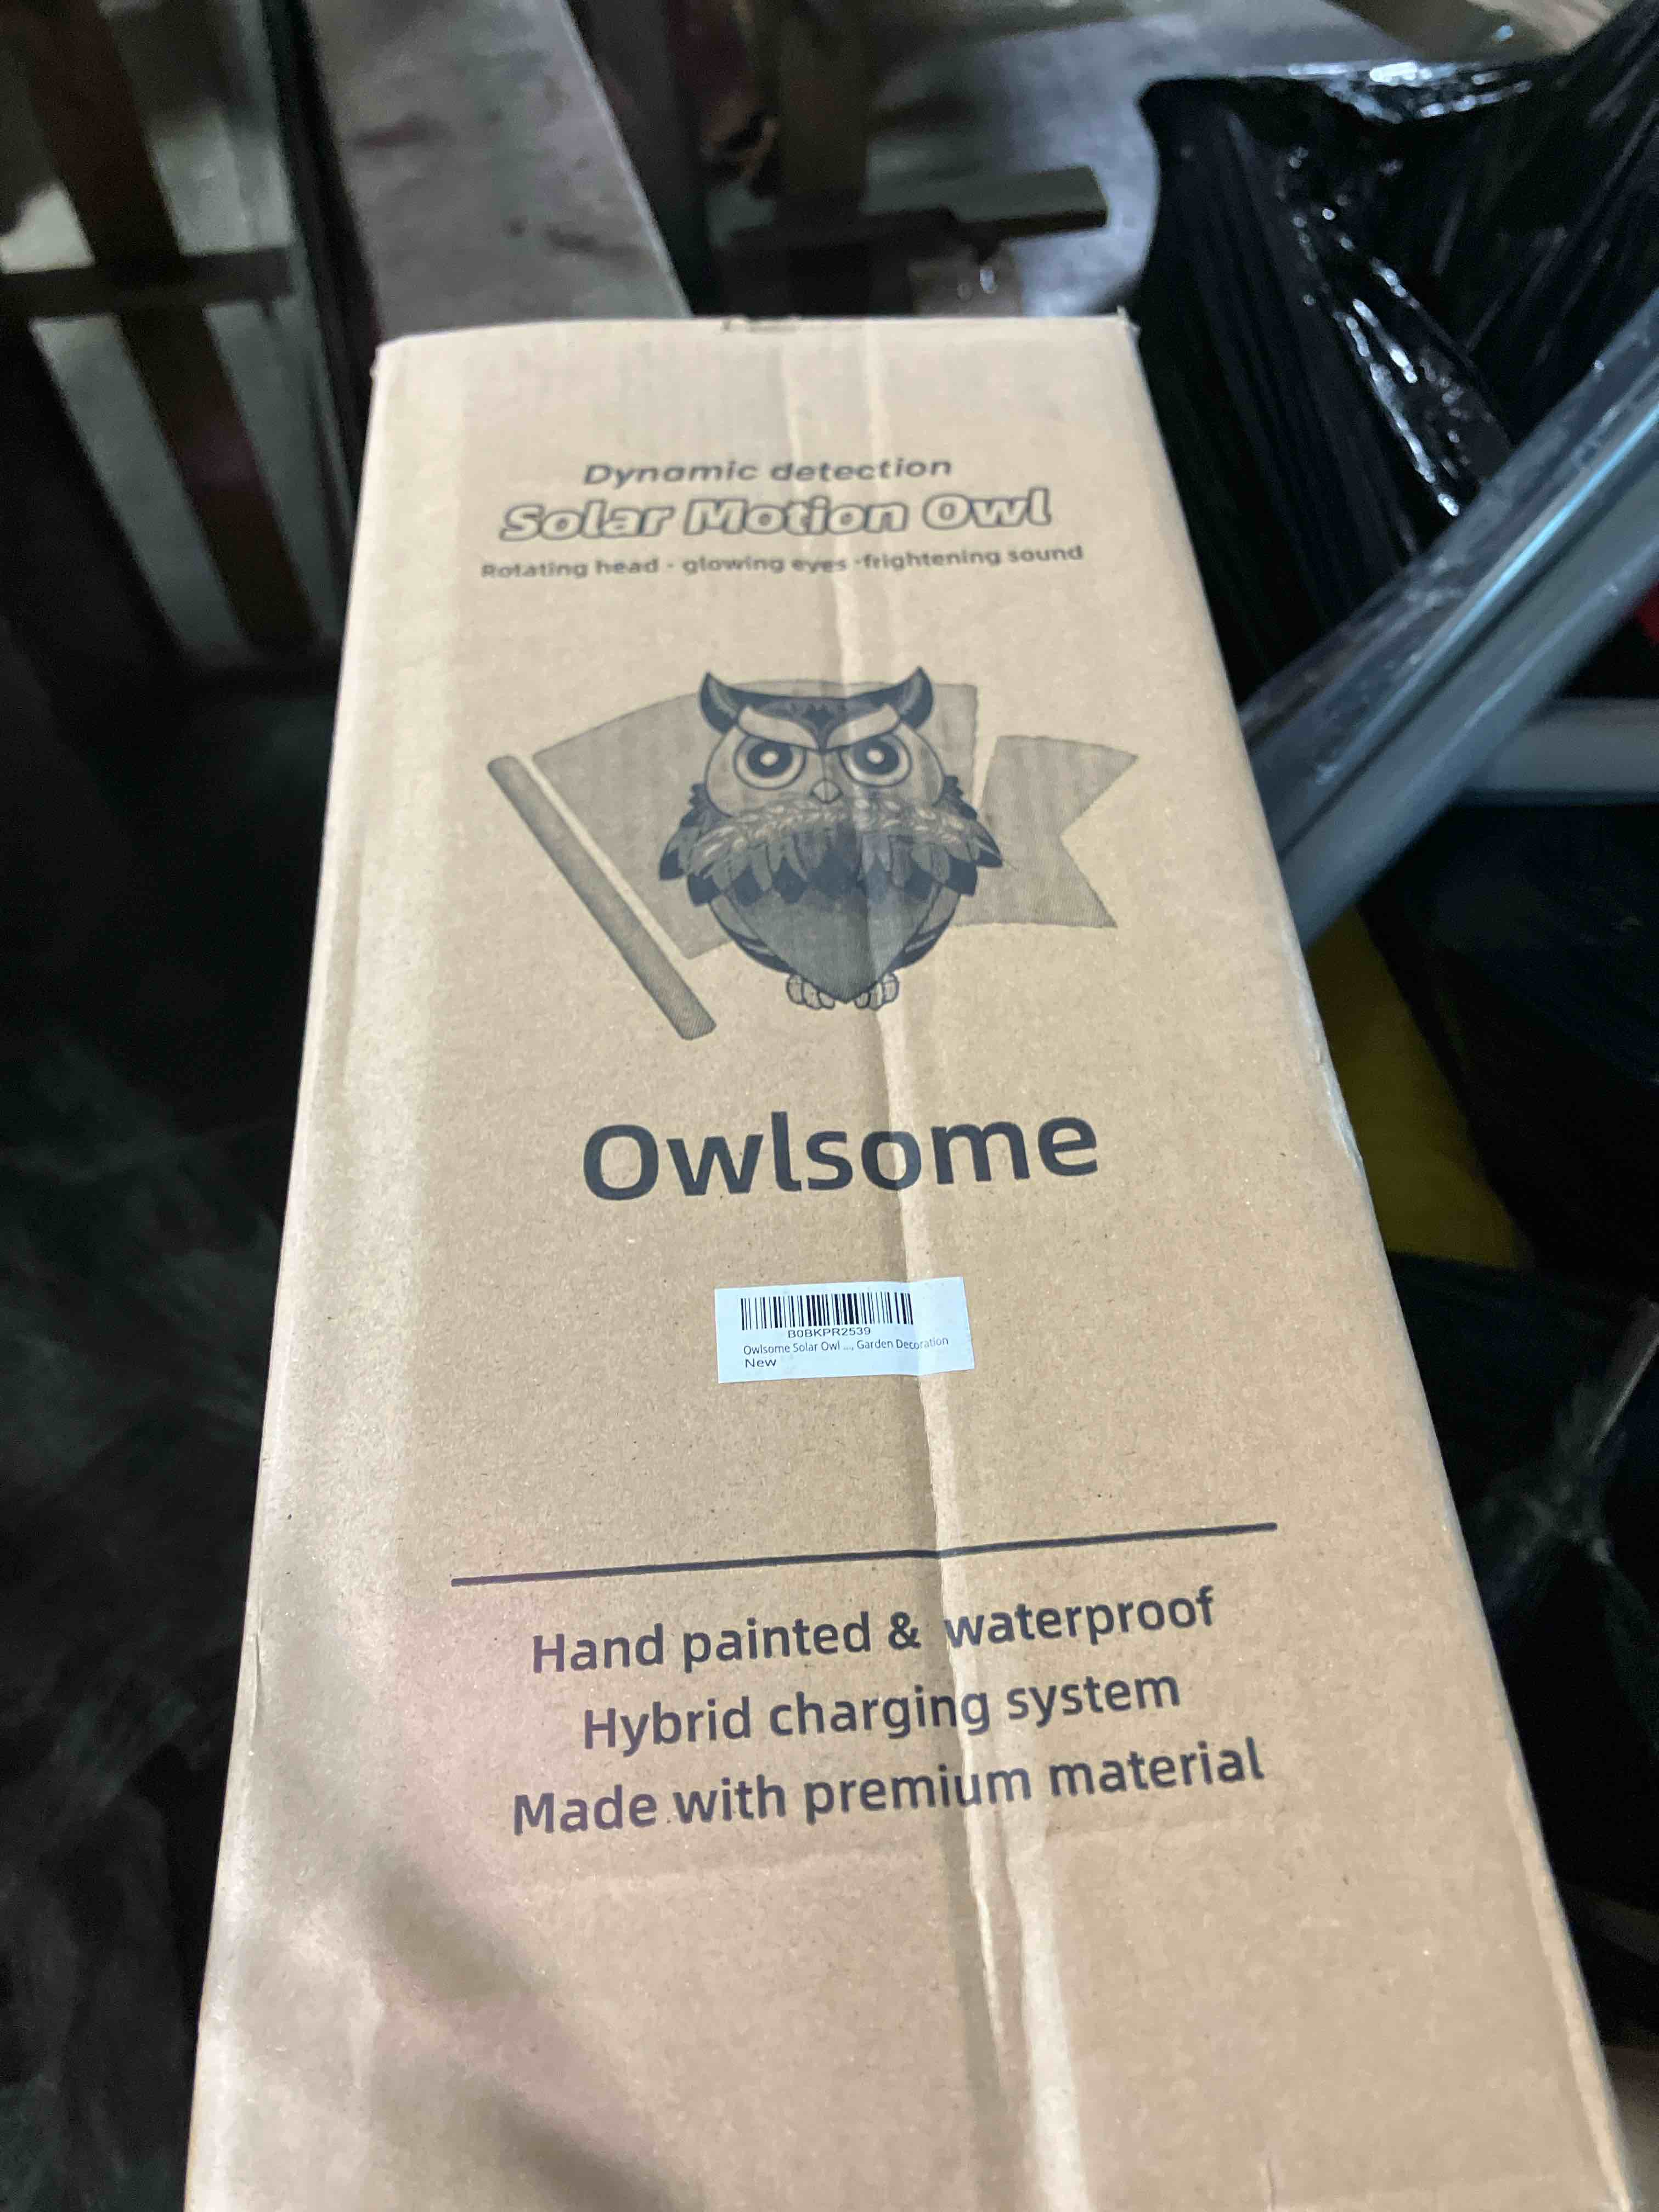 Dynamic detection
Solar Motion Owl
Rotating head - glowing eyes -frightening sound
Owlsome
B0BKPR2539
Owlsome Solar Owl ..., Garden Decoration
New
Hand painted & waterproof
Hybrid charging system
Made with premium material